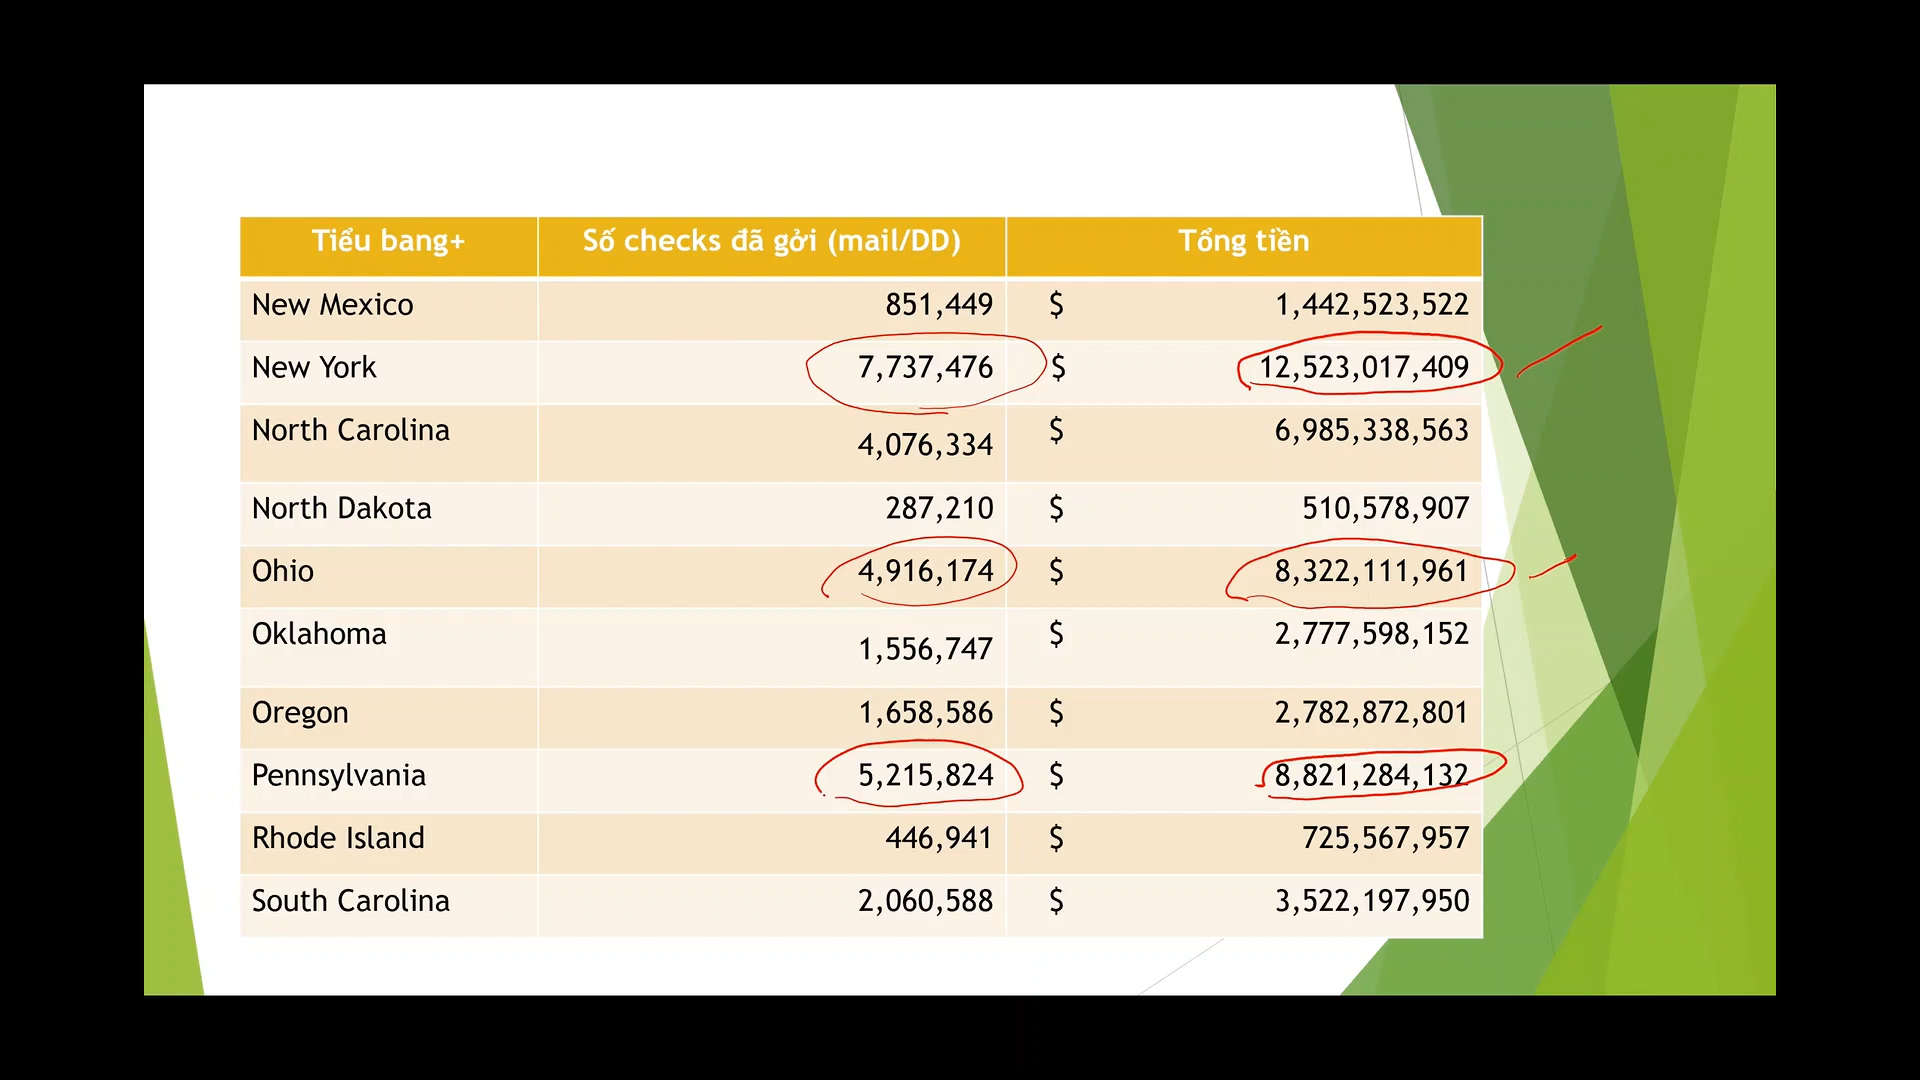 Tiểu bang+ Số checks đã gởi (mail/DD) Tổng tiền
New Mexico 851,449 $ 1,442,523,522
New York 7,737,476 $ 12,523,017,409
North Carolina 4,076,334 $ 6,985,338,563
North Dakota 287,210 $ 510,578,907
Ohio 4,916,174 $ 8,322,111,961
Oklahoma 1,556,747 $ 2,777,598,152
Oregon 1,658,586 $ 2,782,872,801
Pennsylvania 5,215,824 $ 8,821,284,132
Rhode Island 446,941 $ 725,567,957
South Carolina 2,060,588 $ 3,522,197,950